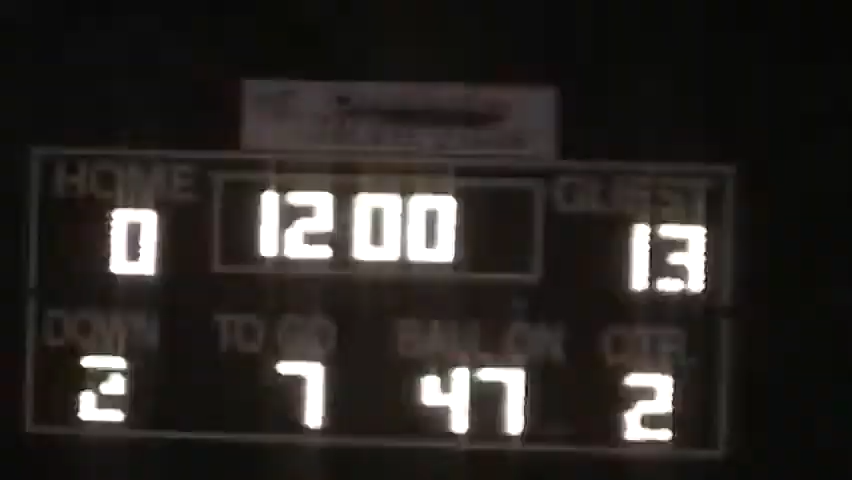 HOME 12 00 GUEST
0 13
DOWN TO GO BALL ON QTR.
2 7 47 2